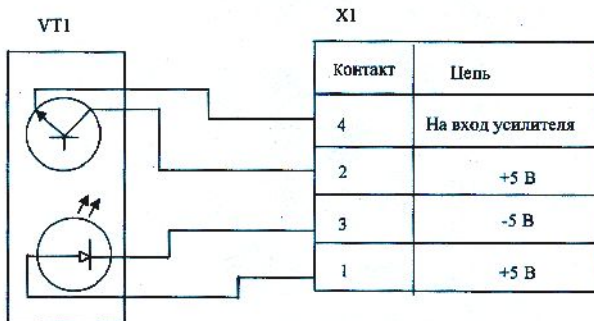 VT1
X1
Контакт Цепь
4 На вход усилителя
2 +5 В
3 -5 В
1 +5 В